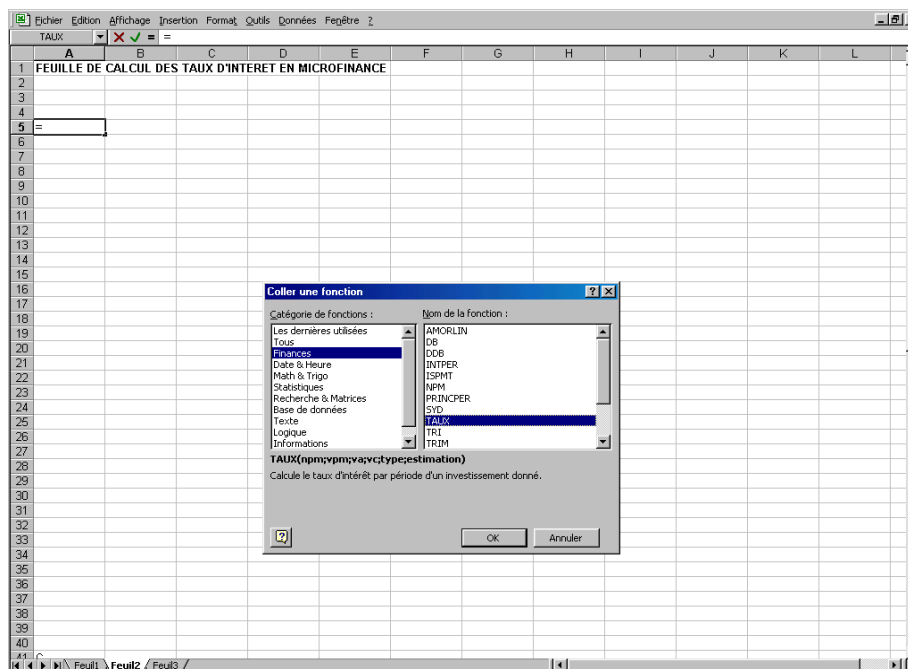 Fichier Edition Affichage Insertion Format Outils Données Fenêtre ?
TAUX = =
A B C D E F G H I J K L
1 FEUILLE DE CALCUL DES TAUX D'INTERET EN MICROFINANCE
2
3
4
5 =
6
7
8
9
10
11
12
13
14
15
16
17
18
19
20
21
22
23
24
25
26
27
28
29
30
31
32
33
34
35
36
37
38
39
40
41
Coller une fonction
Catégorie de fonctions : Nom de la fonction :
Les dernières utilisées AMORLIN
Tous DB
Finances DDB
Date & Heure INTPER
Math & Trigo ISPMT
Statistiques NPM
Recherche & Matrices PRINCPER
Base de données SYD
Texte TAUX
Logique TRI
Informations TRIM
TAUX(npm;vpm;va;vc;type;estimation)
Calcule le taux d'intérêt par période d'un investissement donné.
OK Annuler
Feuil1 Feuil2 Feuil3